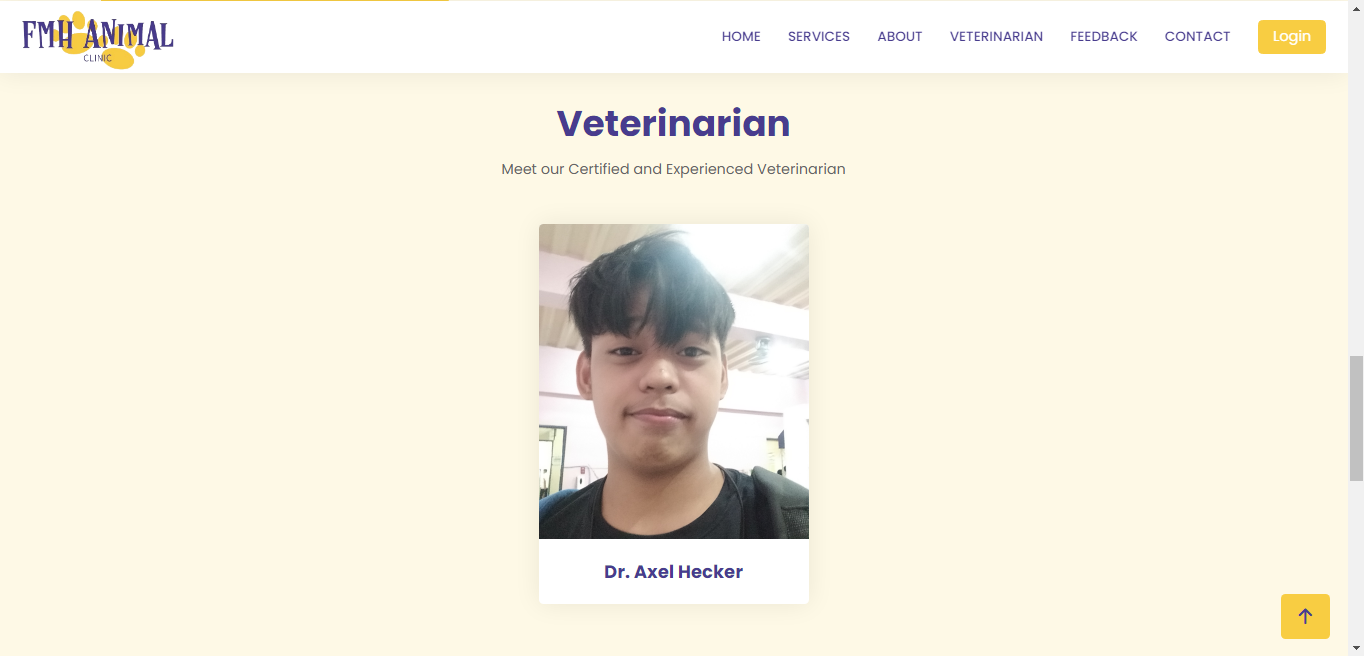 FMH ANIMAL
CLINIC
HOME SERVICES ABOUT VETERINARIAN FEEDBACK CONTACT Login
Veterinarian
Meet our Certified and Experienced Veterinarian
Dr. Axel Hecker